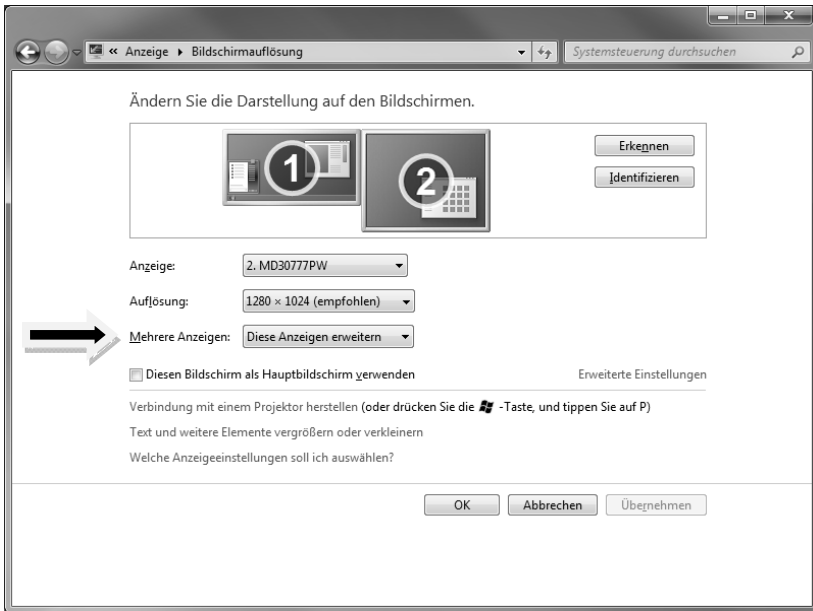 « Anzeige Bildschirmauflösung Systemsteuerung durchsuchen
Ändern Sie die Darstellung auf den Bildschirmen.
1 2
Erkennen
Identifizieren
Anzeige: 2. MD30777PW
Auflösung: 1280 × 1024 (empfohlen)
Mehrere Anzeigen: Diese Anzeigen erweitern
Diesen Bildschirm als Hauptbildschirm verwenden Erweiterte Einstellungen
Verbindung mit einem Projektor herstellen (oder drücken Sie die -Taste, und tippen Sie auf P)
Text und weitere Elemente vergrößern oder verkleinern
Welche Anzeigeeinstellungen soll ich auswählen?
OK Abbrechen Übernehmen